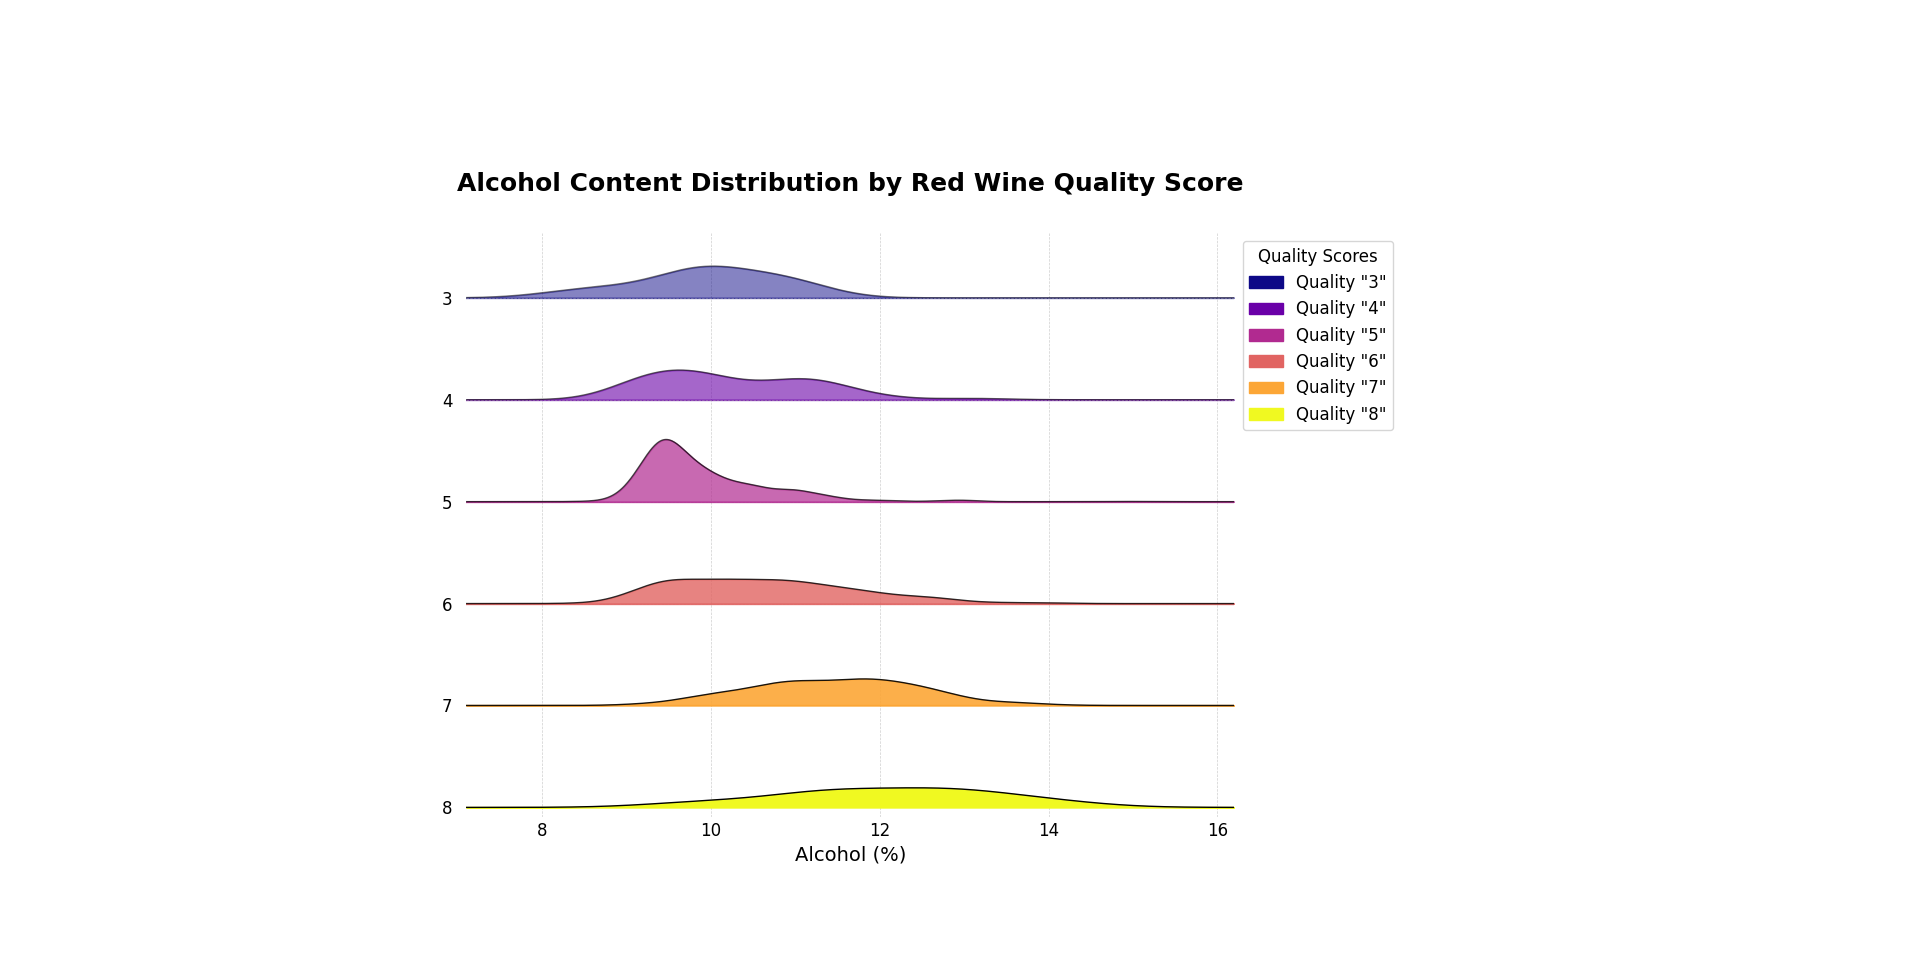 Alcohol Content Distribution by Red Wine Quality Score
Quality Scores
Quality "3"
Quality "4"
Quality "5"
Quality "6"
Quality "7"
Quality "8"
3
4
5
6
7
8
8 10 12 14 16
Alcohol (%)